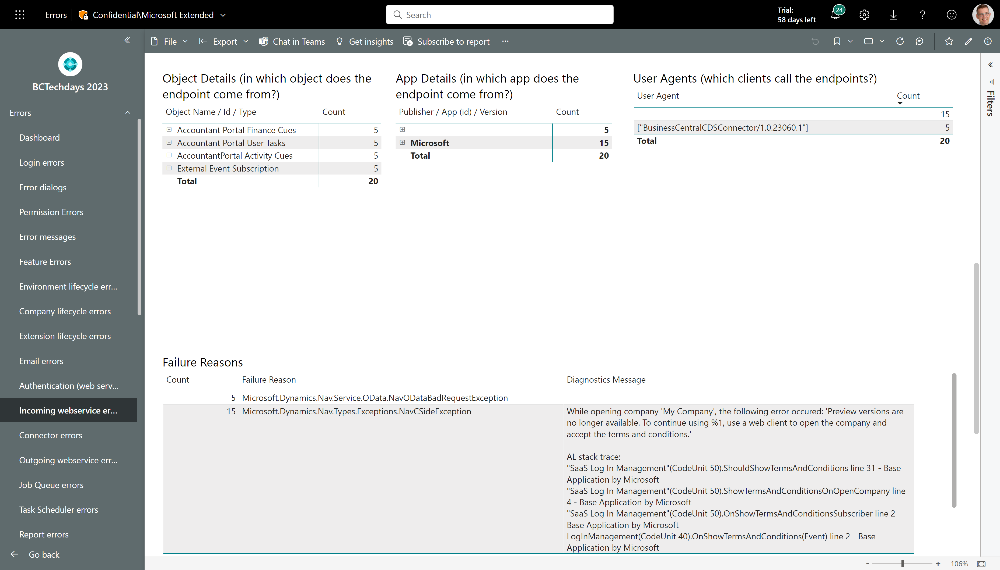 Errors
Confidential\Microsoft Extended
Search
Trial:
58 days left
24
File
Export
Chat in Teams
Get insights
Subscribe to report
BCTechdays 2023
Errors
Dashboard
Login errors
Error dialogs
Permission Errors
Error messages
Feature Errors
Environment lifecycle err...
Company lifecycle errors
Extension lifecycle errors
Email errors
Authentication (web serv...
Incoming webservice er...
Connector errors
Outgoing webservice err...
Job Queue errors
Task Scheduler errors
Report errors
Go back
Object Details (in which object does the
endpoint come from?)
Object Name / Id / Type Count
Accountant Portal Finance Cues 5
Accountant Portal User Tasks 5
AccountantPortal Activity Cues 5
External Event Subscription 5
Total 20
App Details (in which app does the
endpoint come from?)
Publisher / App (id) / Version Count
5
Microsoft 15
Total 20
User Agents (which clients call the endpoints?)
User Agent Count
15
["BusinessCentralCDSConnector/1.0.23060.1"] 5
Total 20
Filters
Failure Reasons
Count Failure Reason Diagnostics Message
5 Microsoft.Dynamics.Nav.Service.OData.NavODataBadRequestException
15 Microsoft.Dynamics.Nav.Types.Exceptions.NavCSideException While opening company 'My Company', the following error occured: 'Preview versions are
no longer available. To continue using %1, use a web client to open the company and
accept the terms and conditions.'
AL stack trace:
"SaaS Log In Management"(CodeUnit 50).ShouldShowTermsAndConditions line 31 - Base
Application by Microsoft
"SaaS Log In Management"(CodeUnit 50).ShowTermsAndConditionsOnOpenCompany line
4 - Base Application by Microsoft
"SaaS Log In Management"(CodeUnit 50).OnShowTermsAndConditionsSubscriber line 2 -
Base Application by Microsoft
LogInManagement(CodeUnit 40).OnShowTermsAndConditions(Event) line 2 - Base
Application by Microsoft
- + 106%